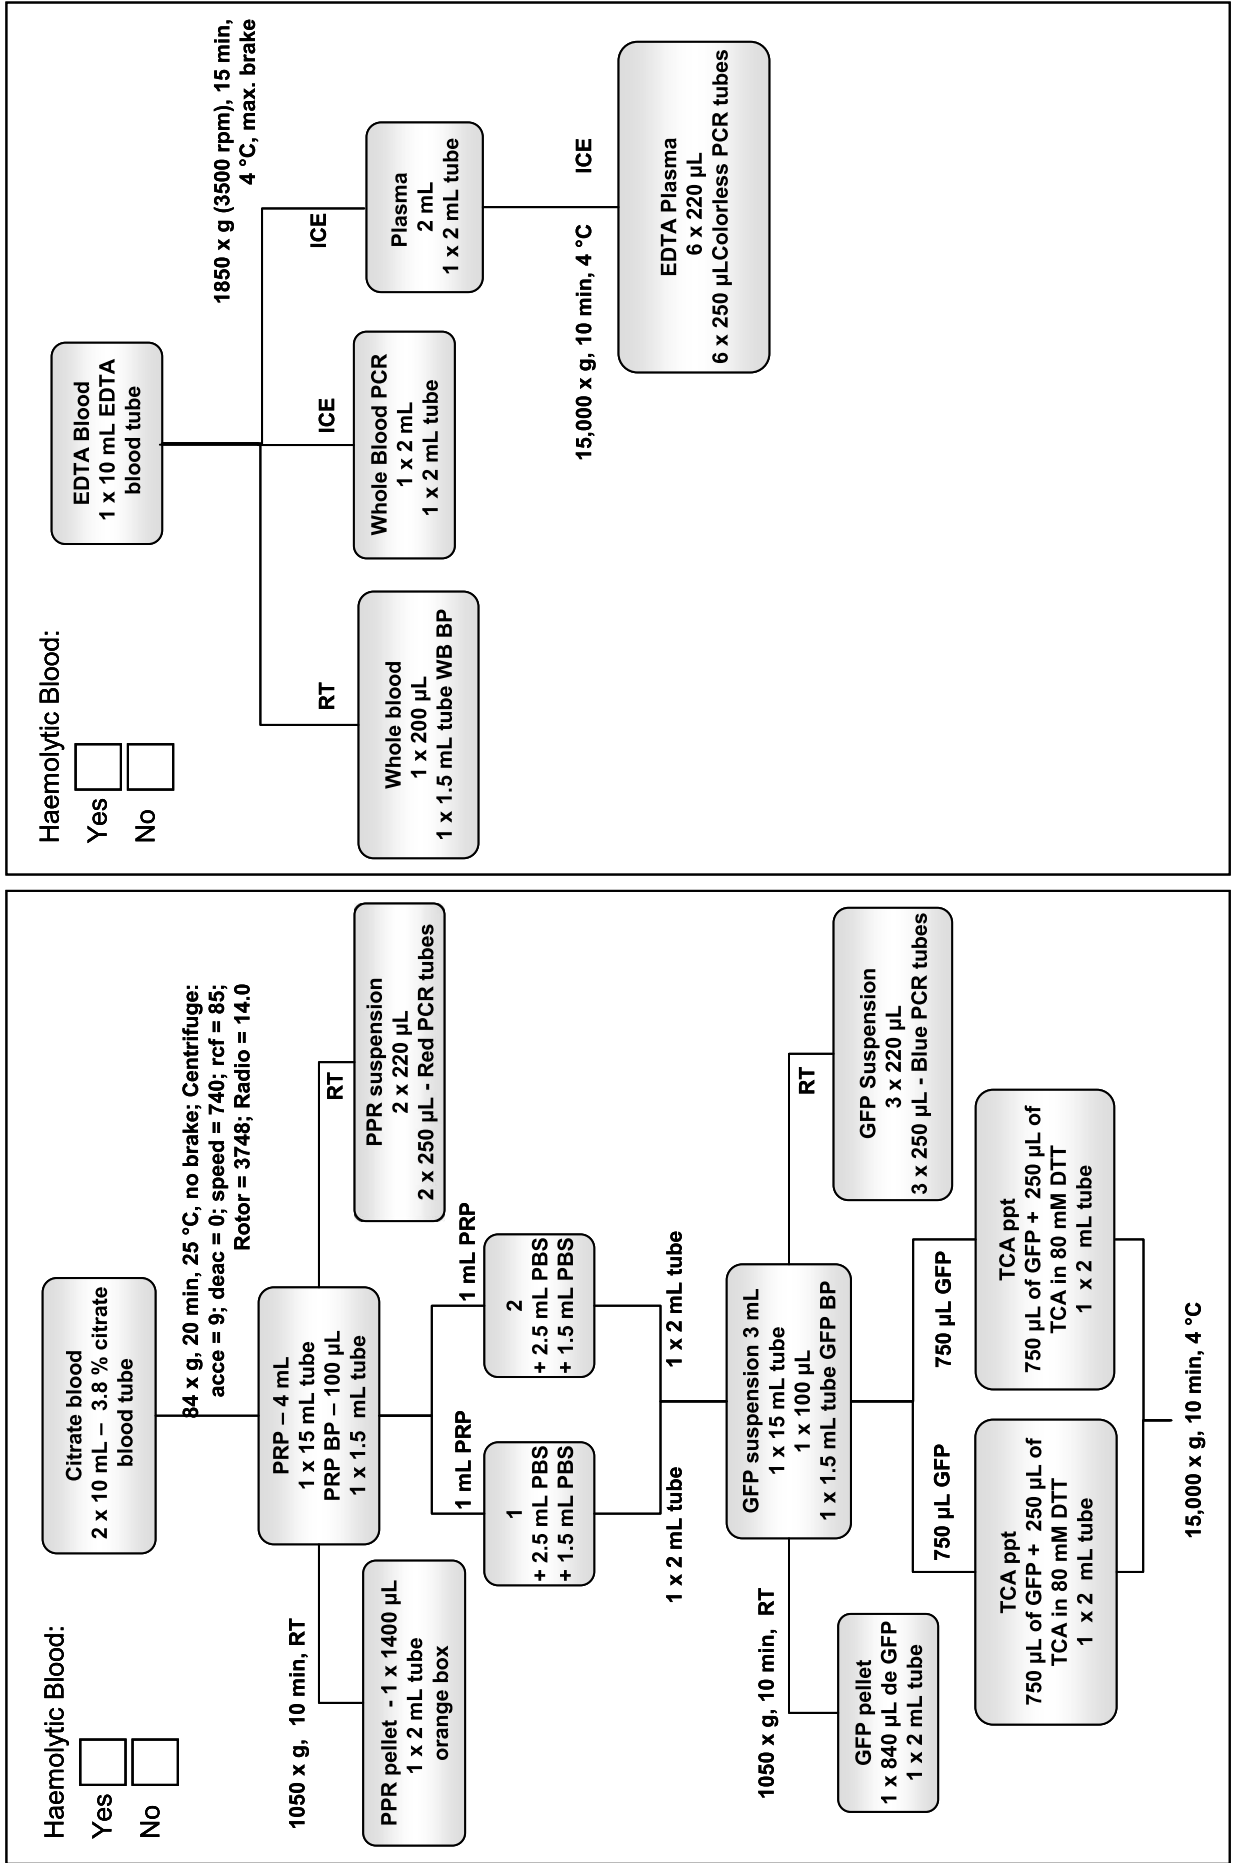 Haemolytic Blood:
Yes
No
Citrate blood
2 x 10 mL – 3.8 % citrate
blood tube
84 x g, 20 min, 25 °C, no brake; Centrifuge:
acce = 9; deac = 0; speed = 740; rcf = 85;
Rotor = 3748; Radio = 14.0
1050 x g, 10 min, RT
PRP – 4 mL
1 x 15 mL tube
PRP BP – 100 µL
1 x 1.5 mL tube
RT
PPR pellet - 1 x 1400 µL
1 x 2 mL tube
orange box
PPR suspension
2 x 220 µL
2 x 250 µL - Red PCR tubes
1 mL PRP
1 mL PRP
1
+ 2.5 mL PBS
+ 1.5 mL PBS
2
+ 2.5 mL PBS
+ 1.5 mL PBS
1 x 2 mL tube
1 x 2 mL tube
1050 x g, 10 min, RT
GFP suspension 3 mL
1 x 15 mL tube
1 x 100 µL
1 x 1.5 mL tube GFP BP
RT
GFP pellet
1 x 840 µL de GFP
1 x 2 mL tube
GFP Suspension
3 x 220 µL
3 x 250 µL - Blue PCR tubes
750 µL GFP
750 µL GFP
TCA ppt
750 µL of GFP + 250 µL of
TCA in 80 mM DTT
1 x 2 mL tube
TCA ppt
750 µL of GFP + 250 µL of
TCA in 80 mM DTT
1 x 2 mL tube
15,000 x g, 10 min, 4 °C
Haemolytic Blood:
Yes
No
EDTA Blood
1 x 10 mL EDTA
blood tube
1850 x g (3500 rpm), 15 min,
4 °C, max. brake
RT
ICE
ICE
Whole blood
1 x 200 µL
1 x 1.5 mL tube WB BP
Whole Blood PCR
1 x 2 mL
1 x 2 mL tube
Plasma
2 mL
1 x 2 mL tube
15,000 x g, 10 min, 4 °C
ICE
EDTA Plasma
6 x 220 µL
6 x 250 µLColorless PCR tubes